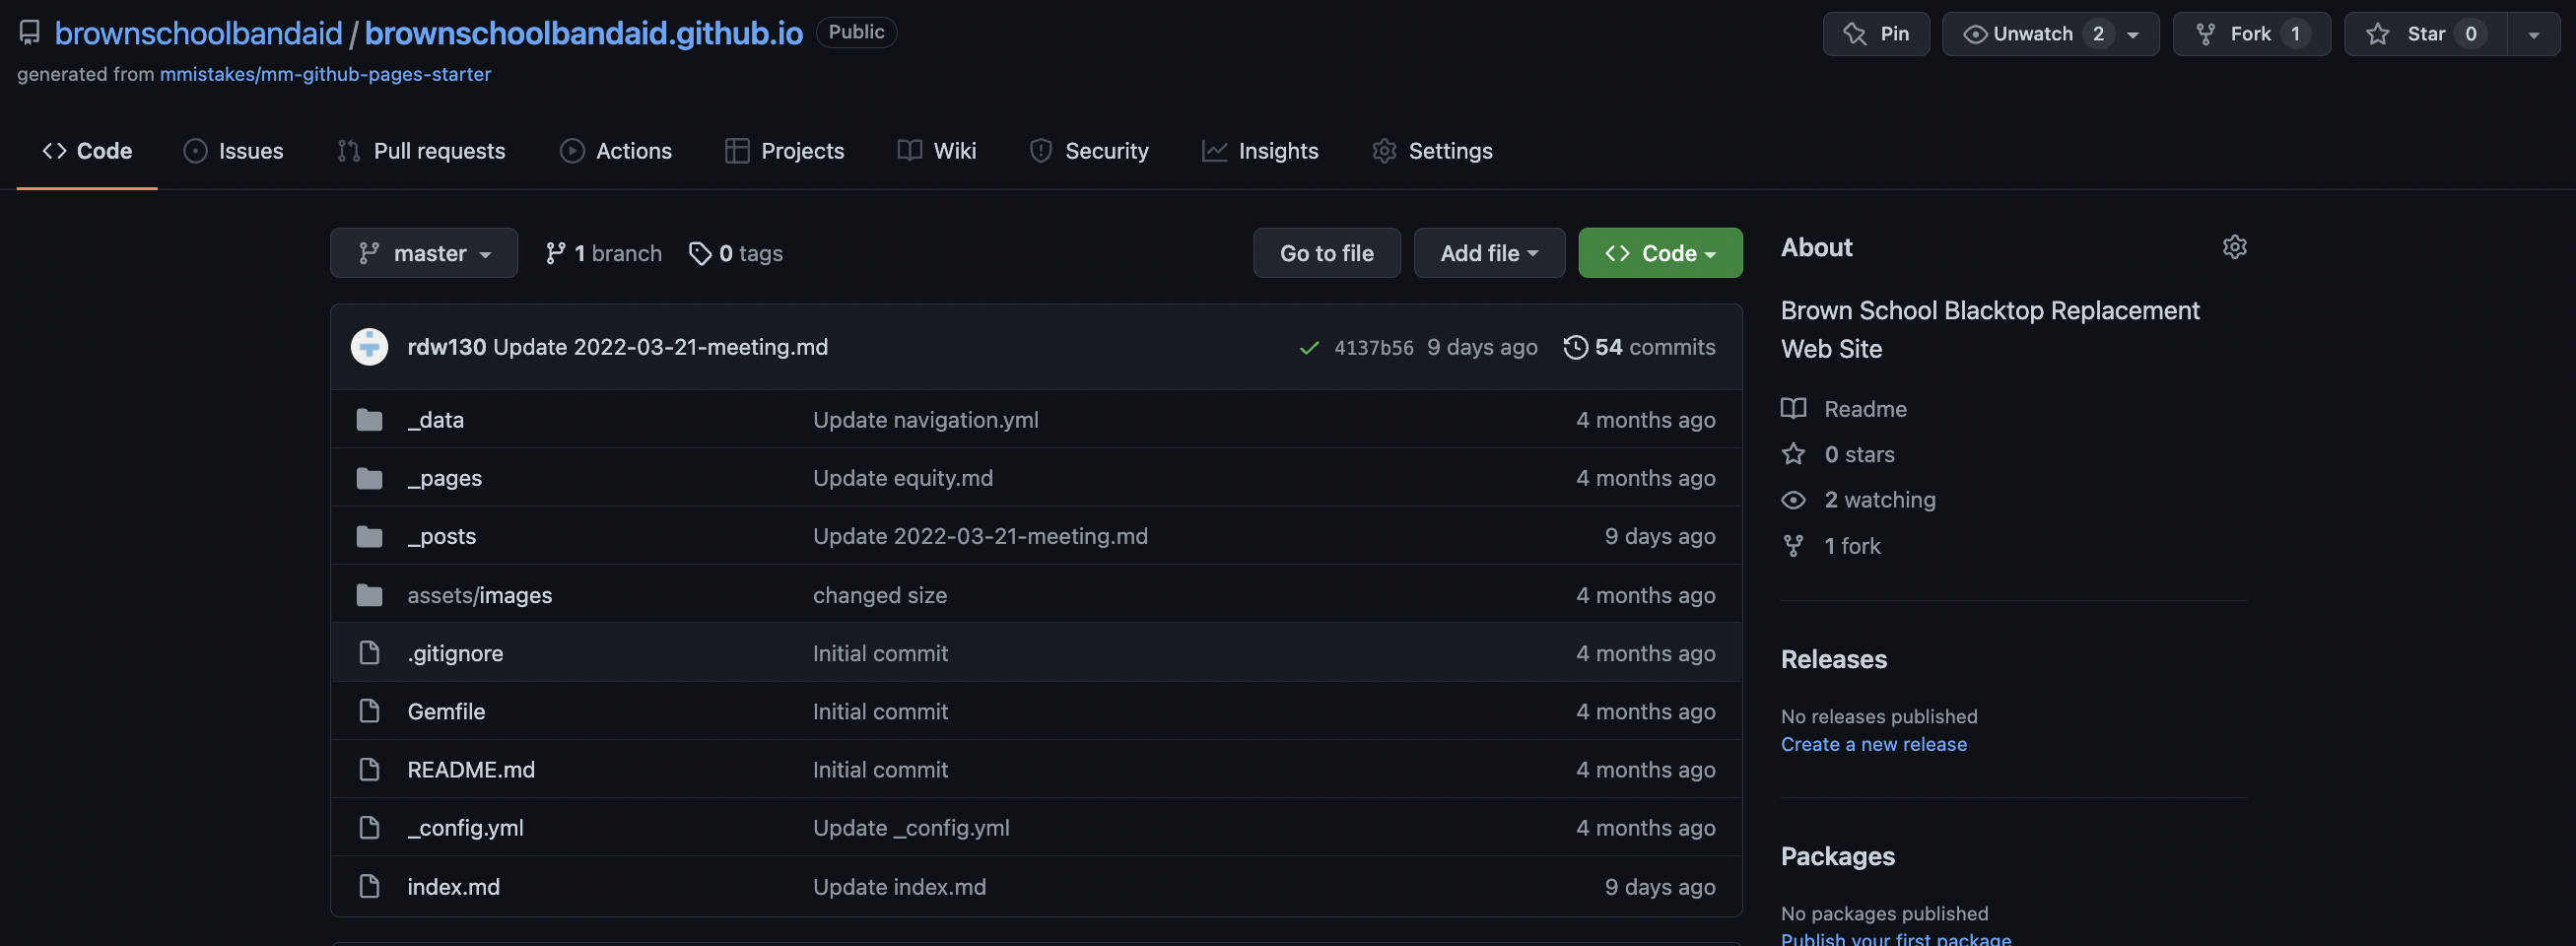 brownschoolbandaid / brownschoolbandaid.github.io Public
Pin Unwatch 2 Fork 1 Star 0
generated from mmistakes/mm-github-pages-starter
Code Issues Pull requests Actions Projects Wiki Security Insights Settings
master 1 branch 0 tags Go to file Add file Code
rdw130 Update 2022-03-21-meeting.md 4137b56 9 days ago 54 commits
_data Update navigation.yml 4 months ago
_pages Update equity.md 4 months ago
_posts Update 2022-03-21-meeting.md 9 days ago
assets/images changed size 4 months ago
.gitignore Initial commit 4 months ago
Gemfile Initial commit 4 months ago
README.md Initial commit 4 months ago
_config.yml Update _config.yml 4 months ago
index.md Update index.md 9 days ago
About
Brown School Blacktop Replacement
Web Site
Readme
0 stars
2 watching
1 fork
Releases
No releases published
Create a new release
Packages
No packages published
Publish your first package